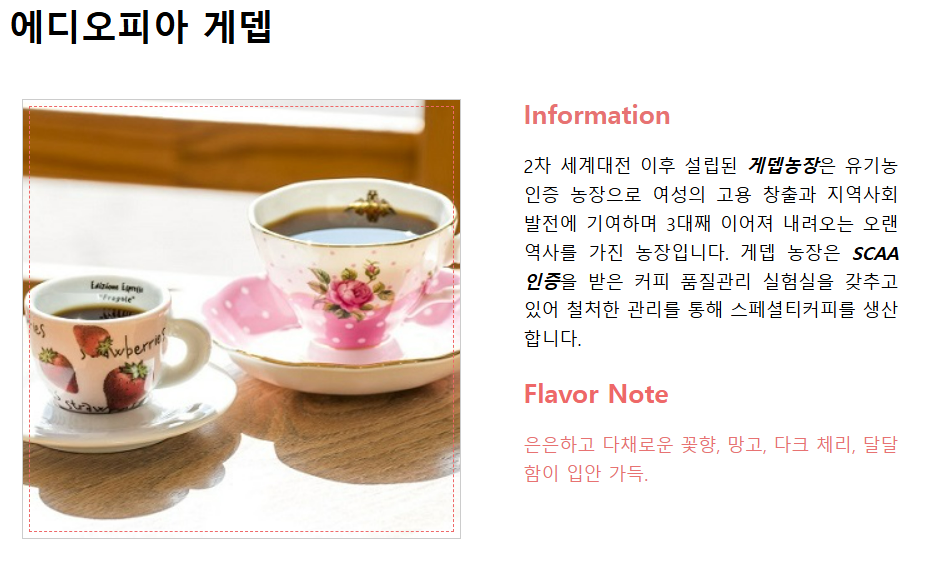 에디오피아 게뎁
Information
2차 세계대전 이후 설립된 게뎁농장은 유기농
인증 농장으로 여성의 고용 창출과 지역사회
발전에 기여하며 3대째 이어져 내려오는 오랜
역사를 가진 농장입니다. 게뎁 농장은 SCAA
인증을 받은 커피 품질관리 실험실을 갖추고
있어 철처한 관리를 통해 스페셜티커피를 생산
합니다.
Flavor Note
은은하고 다채로운 꽃향, 망고, 다크 체리, 달달
함이 입안 가득.
Edizione Espresso
"Fragole"
strawberries